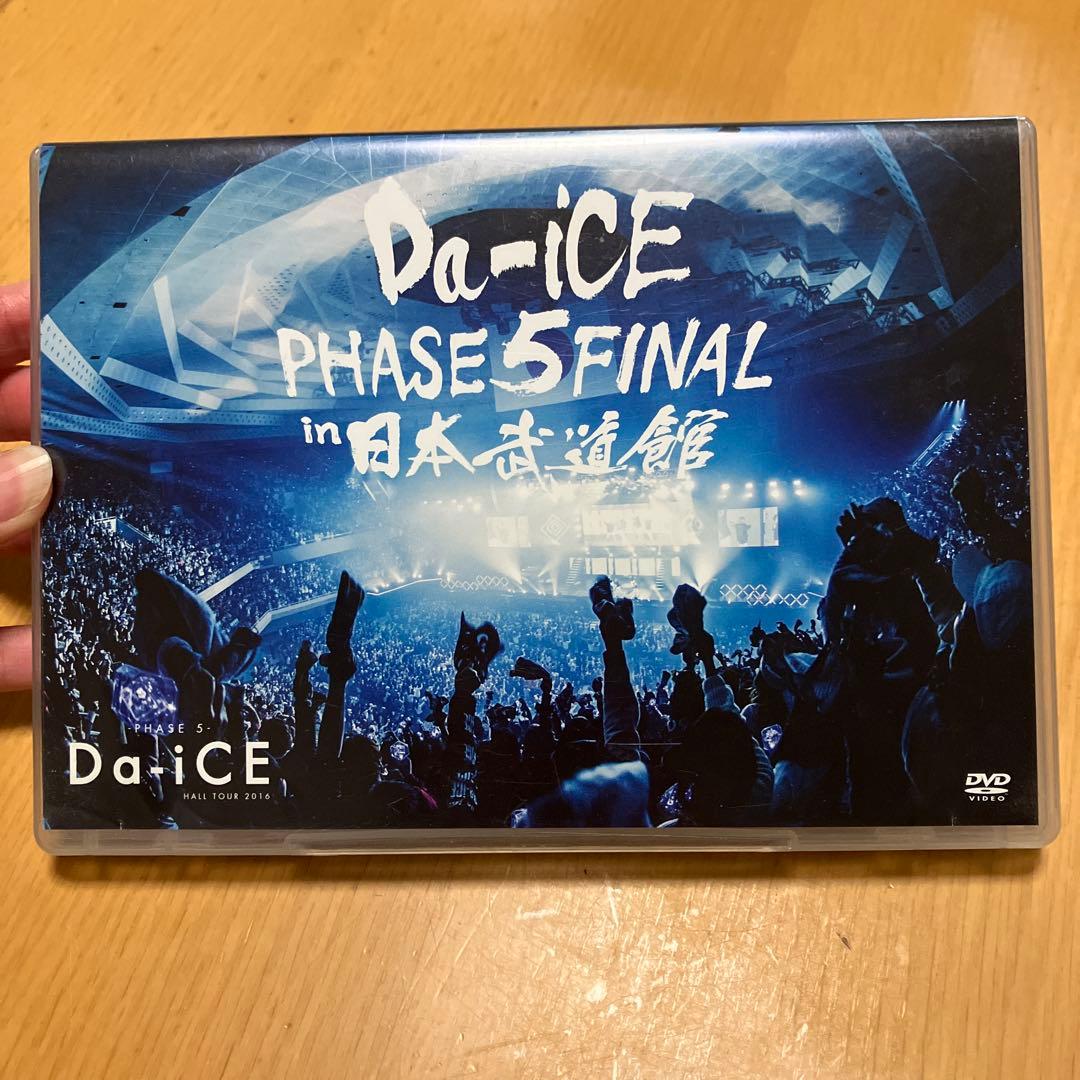 Da-iCE
PHASE 5 FINAL
in 日本武道館
-PHASE 5-
Da-iCE
HALL TOUR 2016
DVD
VIDEO